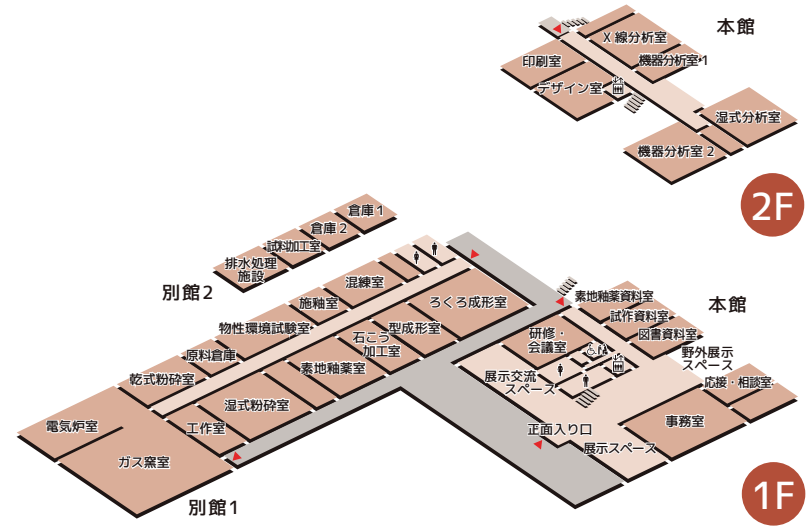 本館
X線分析室
機器分析室1
印刷室
デザイン室
湿式分析室
機器分析室2
2F
倉庫1
倉庫2
試料加工室
排水処理
施設
別館2
混練室
施釉室
物性環境試験室
原料倉庫
乾式粉砕室
電気炉室
ガス窯室
工作室
湿式粉砕室
素地釉薬室
石こう
加工室
型成形室
ろくろ成形室
別館1
本館
素地釉薬資料室
試作資料室
図書資料室
研修・
会議室
野外展示
スペース
展示交流
スペース
応接・相談室
事務室
正面入り口
展示スペース
1F